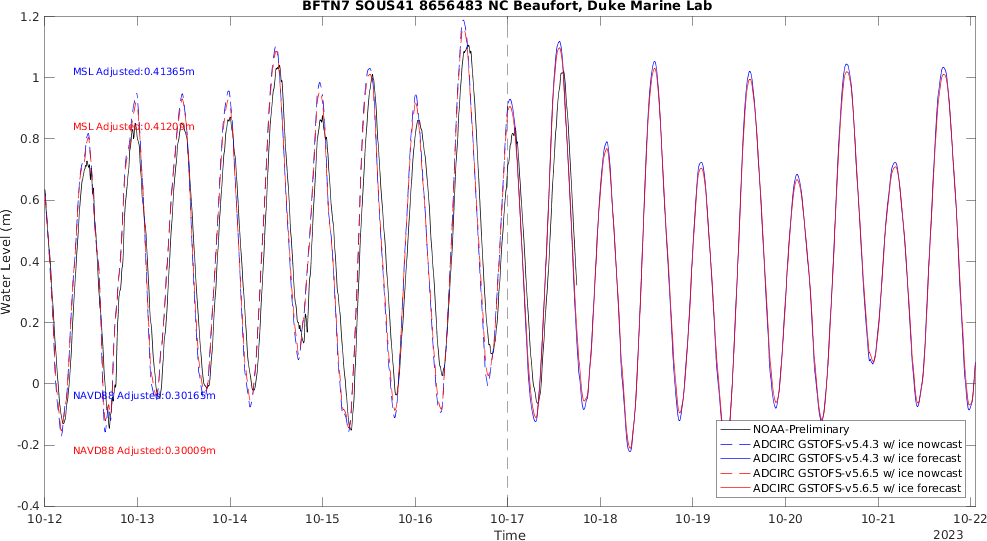 BFTN7 SOUS41 8656483 NC Beaufort, Duke Marine Lab
1.2
1
0.8
0.6
0.4
0.2
0
-0.2
-0.4
Water Level (m)
MSL Adjusted:0.41365m
MSL Adjusted:0.41209m
NAVD88 Adjusted:0.30165m
NAVD88 Adjusted:0.30009m
NOAA-Preliminary
ADCIRC GSTOFS-v5.4.3 w/ ice nowcast
ADCIRC GSTOFS-v5.4.3 w/ ice forecast
ADCIRC GSTOFS-v5.6.5 w/ ice nowcast
ADCIRC GSTOFS-v5.6.5 w/ ice forecast
10-12 10-13 10-14 10-15 10-16 10-17 10-18 10-19 10-20 10-21 10-22
Time
2023